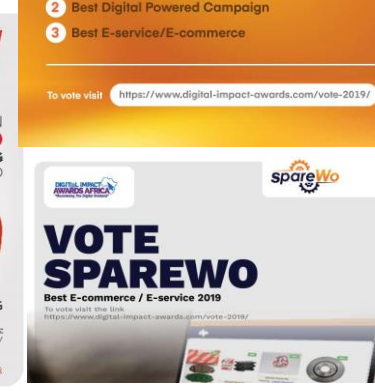 2 Best Digital Powered Campaign
3 Best E-service/E-commerce
To vote visit https://www.digital-impact-awards.com/vote-2019/
DIGITAL IMPACT
AWARDS AFRICA
spareWo
VOTE
SPAREWO
Best E-commerce / E-service 2019
To vote visit the link
https://www.digital-impact-awards.com/vote-2019/